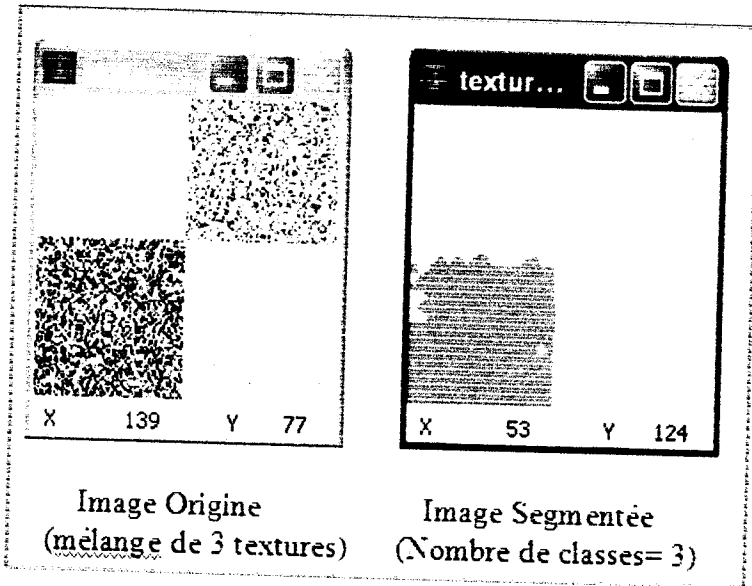 textur...
X 139 Y 77
X 53 Y 124
Image Origine
(mélange de 3 textures)
Image Segmentée
(Nombre de classes= 3)